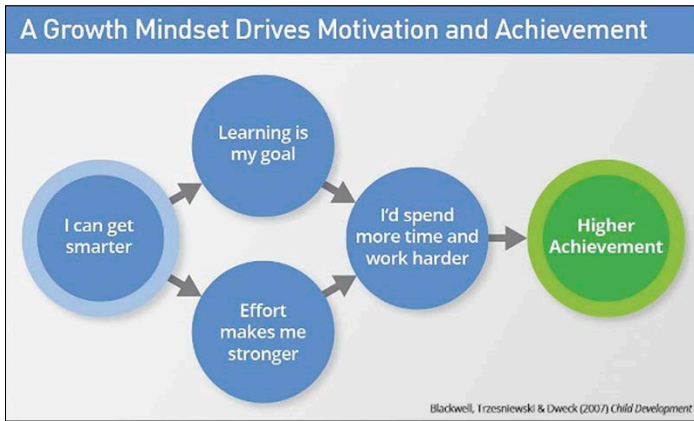 A Growth Mindset Drives Motivation and Achievement
I can get
smarter
Learning is
my goal
Effort
makes me
stronger
I'd spend
more time and
work harder
Higher
Achievement
Blackwell, Trzesniewski & Dweck (2007) Child Development